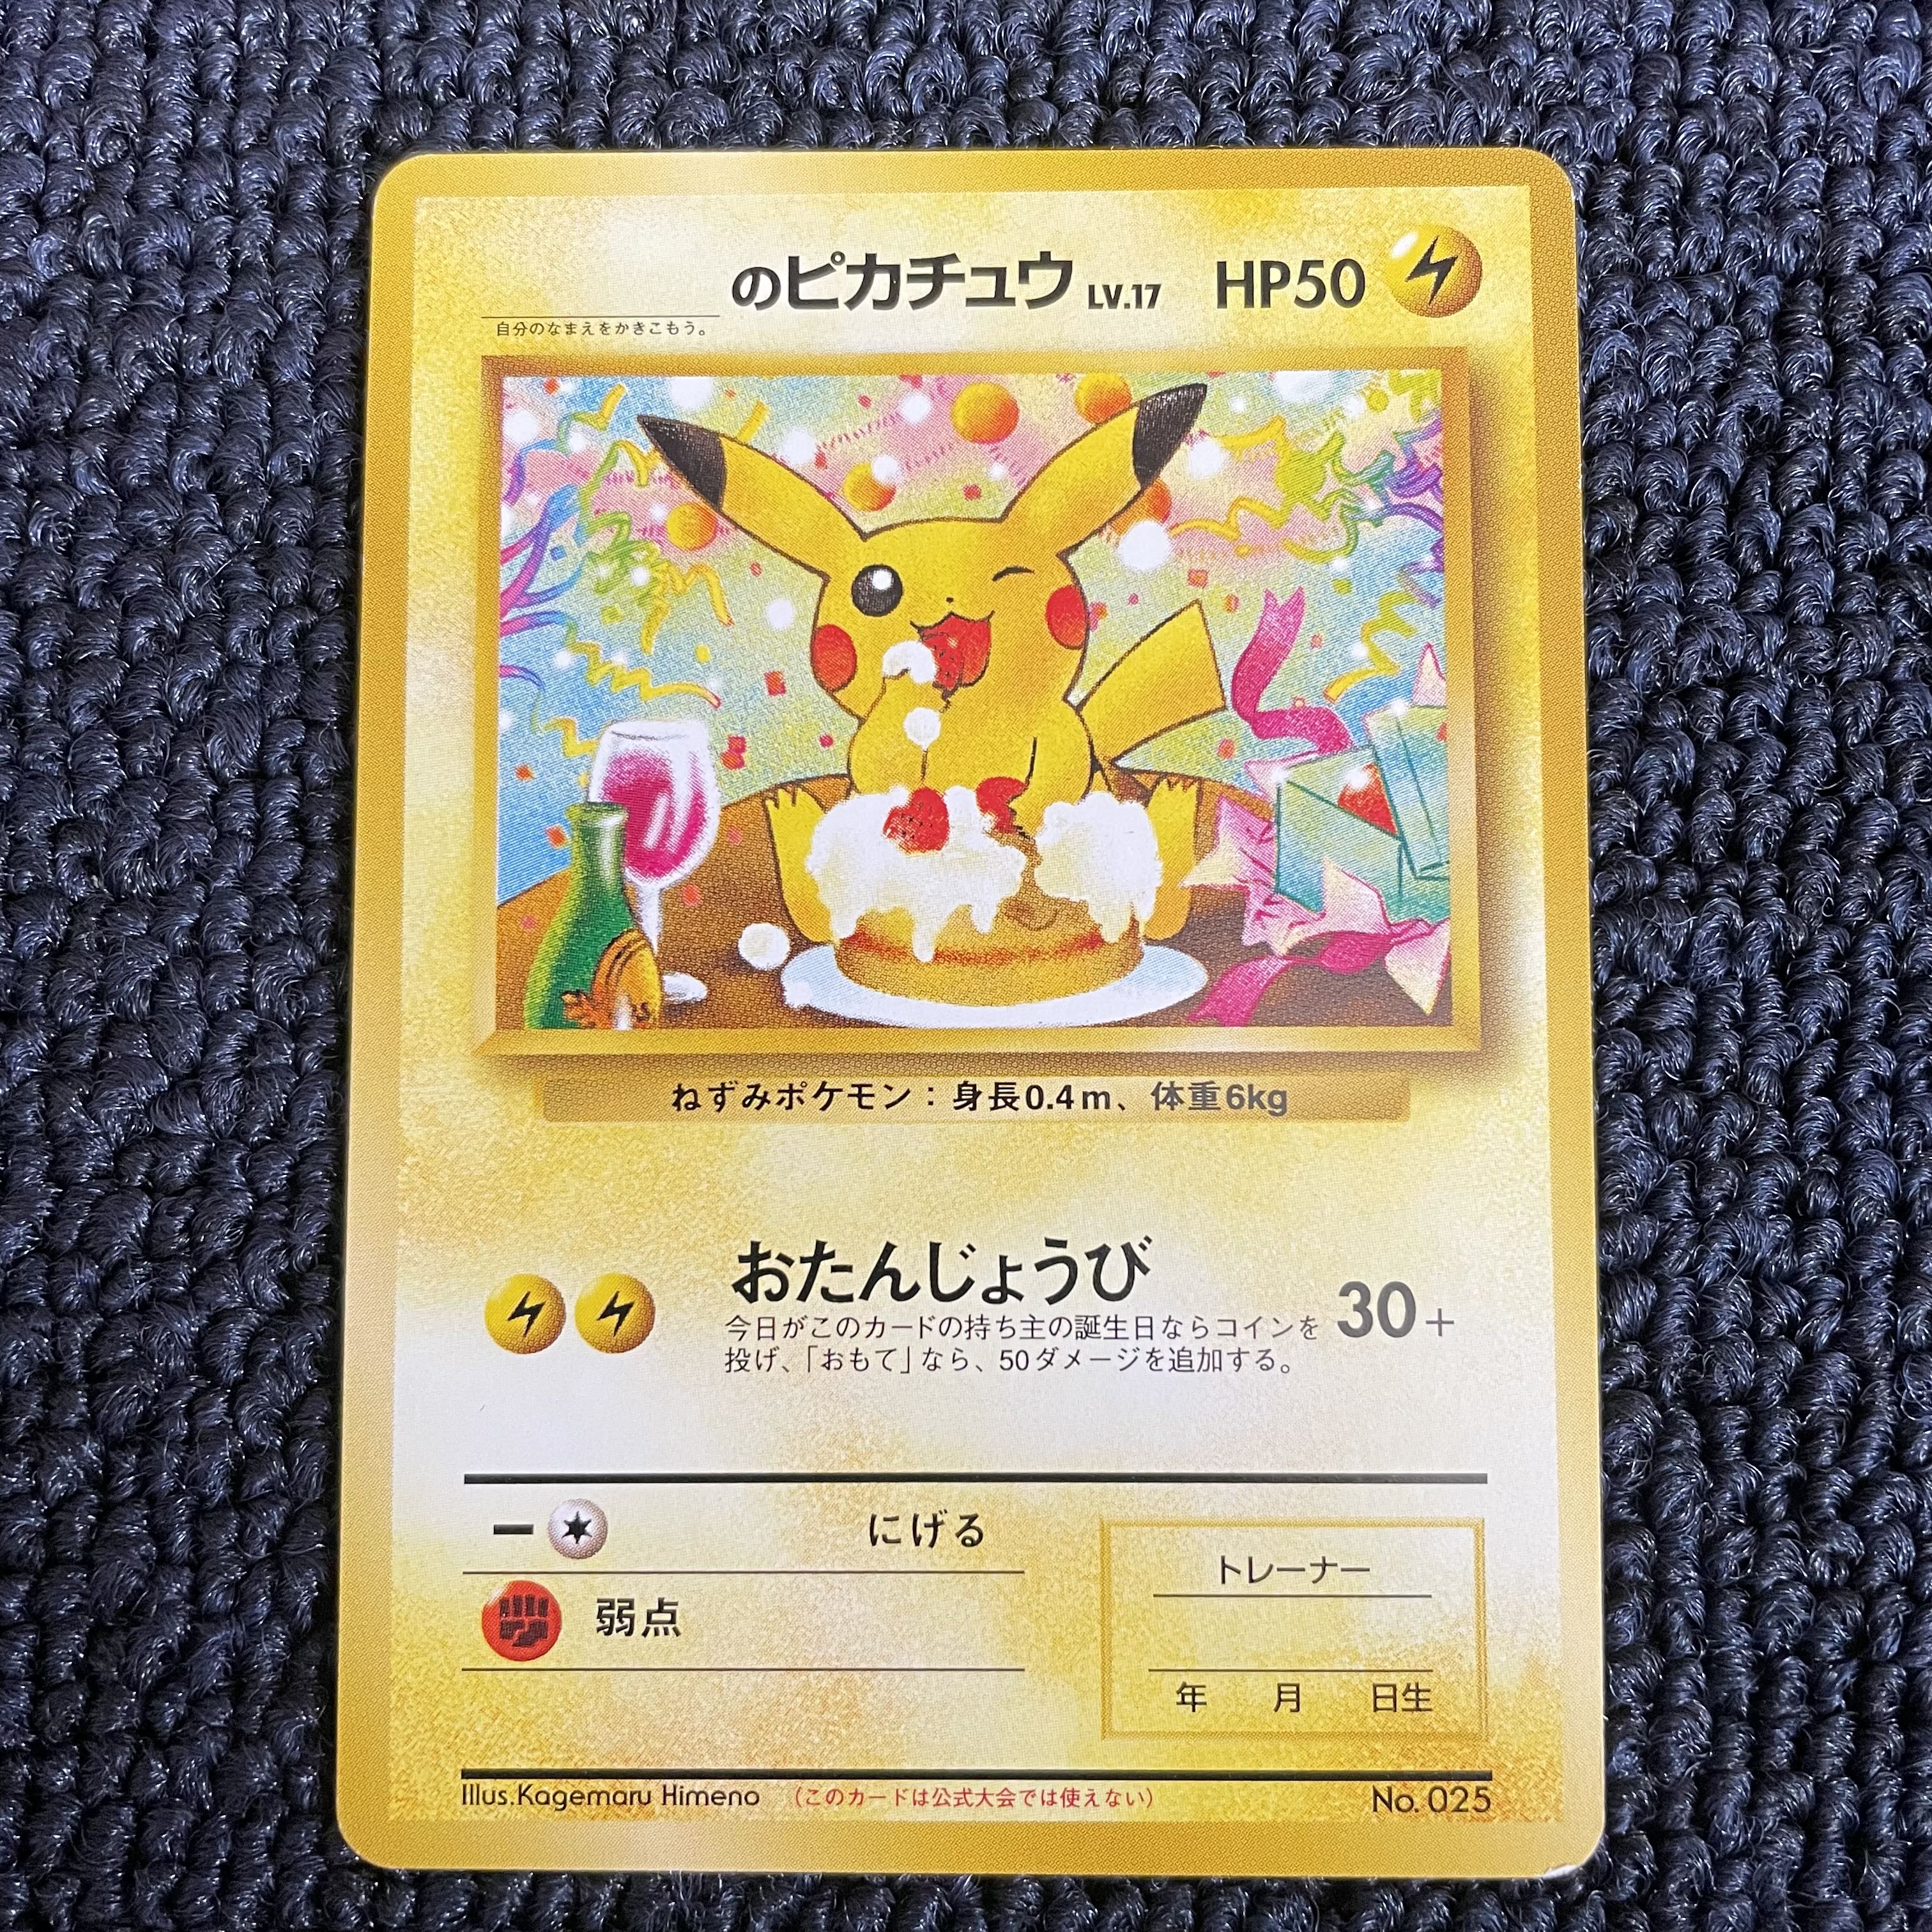 のピカチュウ LV.17 HP50
自分のなまえをかきこもう。
ねずみポケモン：身長0.4m、体重6kg
おたんじょうび
今日がこのカードの持ち主の誕生日ならコインを
投げ、「おもて」なら、50ダメージを追加する。
30+
にげる
弱点
トレーナー
年 月 日生
Illus.Kagemaru Himeno （このカードは公式大会では使えない） No. 025